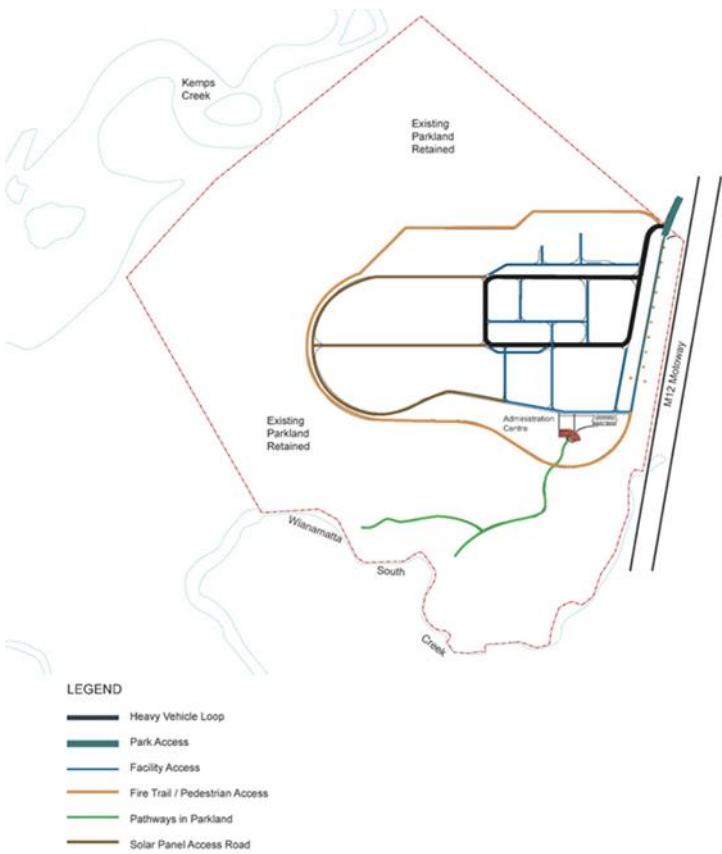 Kemps
Creek
Existing
Parkland
Retained
M12 Motoway
Existing
Parkland
Retained
Administration
Centre
Wianamatta
South
Creek
LEGEND
Heavy Vehicle Loop
Park Access
Facility Access
Fire Trail / Pedestrian Access
Pathways in Parkland
Solar Panel Access Road